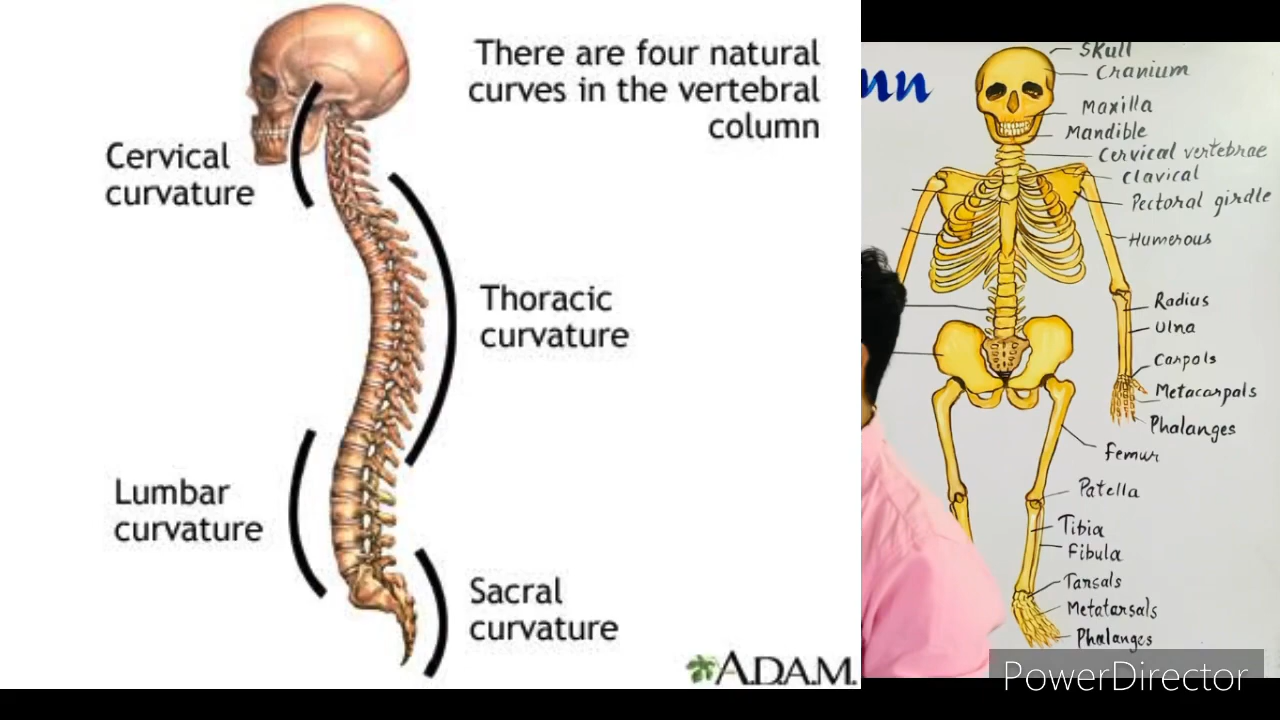 There are four natural
curves in the vertebral
column
Cervical
curvature
Thoracic
curvature
Lumbar
curvature
Sacral
curvature
A.D.A.M.
nn
Skull
Cranium
Maxilla
Mandible
Cervical vertebrae
Clavical
Pectoral girdle
Humerous
Radius
Ulna
Carpols
Metacarpals
Phalanges
Femur
Patella
Tibia
Fibula
Tarsals
Metatarsals
Phalanges
PowerDirector